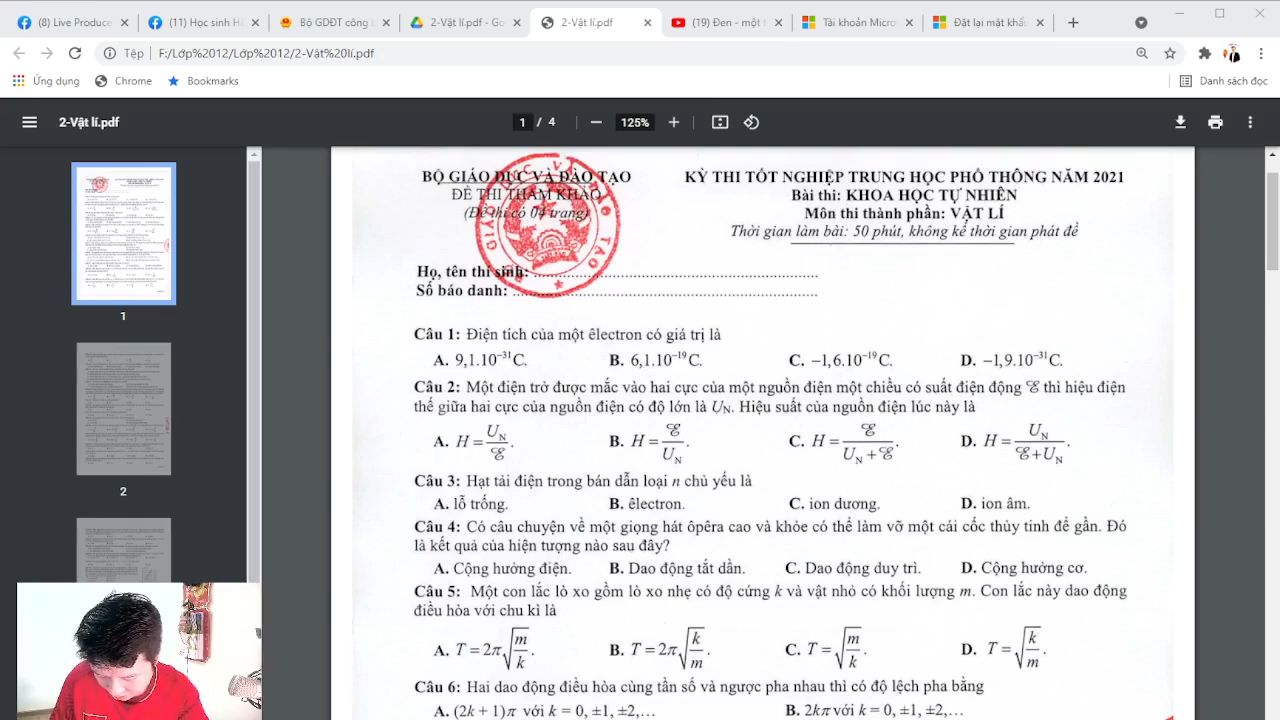 (8) Live Produce
(11) Học sinh Hé
Bộ GDĐT công b
2-Vật lí.pdf - Go
2-Vật lí.pdf
(19) Đen - một t
Tài khoản Micro
Đặt lại mật khẩu
Tệp | F:/Lớp%2012/Lớp%2012/2-Vật%20lí.pdf
Ứng dụng Chrome Bookmarks Danh sách đọc
2-Vật lí.pdf 1 / 4 125%
1
2
BỘ GIÁO DỤC VÀ ĐÀO TẠO
ĐỀ THI THAM KHẢO
(Đề thi có 04 trang)
KỲ THI TỐT NGHIỆP TRUNG HỌC PHỔ THÔNG NĂM 2021
Bài thi: KHOA HỌC TỰ NHIÊN
Môn thi thành phần: VẬT LÍ
Thời gian làm bài: 50 phút, không kể thời gian phát đề
Họ, tên thí sinh: ........................................
Số báo danh: ........................................
Câu 1: Điện tích của một êlectron có giá trị là
A. 9,1.10⁻³¹C. B. 6,1.10⁻¹⁹C. C. −1,6.10⁻¹⁹C. D. −1,9.10⁻³¹C.
Câu 2: Một điện trở được mắc vào hai cực của một nguồn điện một chiều có suất điện động ℰ thì hiệu điện
thế giữa hai cực của nguồn điện có độ lớn là U_N. Hiệu suất của nguồn điện lúc này là
A. H = U_N/ℰ. B. H = ℰ/U_N. C. H = ℰ/(U_N + ℰ). D. H = U_N/(ℰ + U_N).
Câu 3: Hạt tải điện trong bán dẫn loại n chủ yếu là
A. lỗ trống. B. êlectron. C. ion dương. D. ion âm.
Câu 4: Có câu chuyện về một giọng hát ôpêra cao và khỏe có thể làm vỡ một cái cốc thủy tinh để gần. Đó
là kết quả của hiện tượng nào sau đây?
A. Cộng hưởng điện. B. Dao động tắt dần. C. Dao động duy trì. D. Cộng hưởng cơ.
Câu 5: Một con lắc lò xo gồm lò xo nhẹ có độ cứng k và vật nhỏ có khối lượng m. Con lắc này dao động
điều hòa với chu kì là
A. T = 2π√(m/k). B. T = 2π√(k/m). C. T = √(m/k). D. T = √(k/m).
Câu 6: Hai dao động điều hòa cùng tần số và ngược pha nhau thì có độ lệch pha bằng
A. (2k + 1)π với k = 0, ±1, ±2,… B. 2kπ với k = 0, ±1, ±2,…